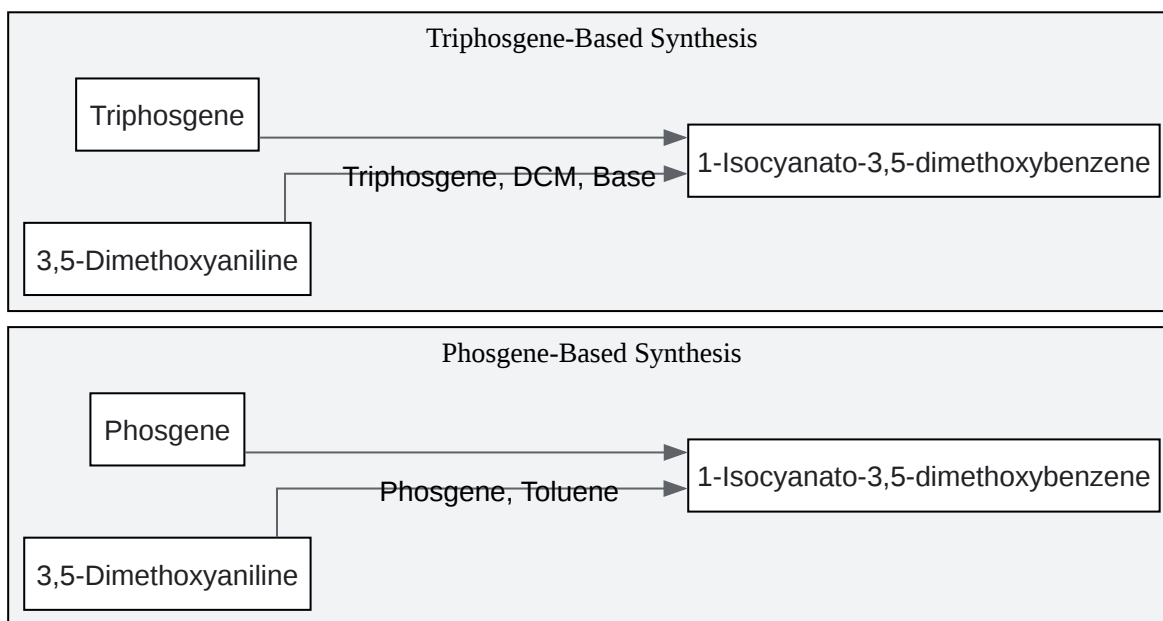 Triphosgene-Based Synthesis
Triphosgene
1-Isocyanato-3,5-dimethoxybenzene
Triphosgene, DCM, Base
3,5-Dimethoxyaniline
Phosgene-Based Synthesis
Phosgene
1-Isocyanato-3,5-dimethoxybenzene
Phosgene, Toluene
3,5-Dimethoxyaniline